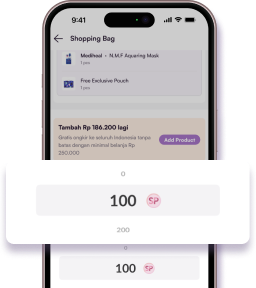 9:41
Shopping Bag
Mediheal - N.M.F Aquaring Mask
1 pcs
Free Exclusive Pouch
1 pcs
Tambah Rp 186.200 lagi
Gratis ongkir ke seluruh Indonesia tanpa
batas dengan minimal belanja Rp
250.000
Add Product
0
100 SP
200
0
100 SP